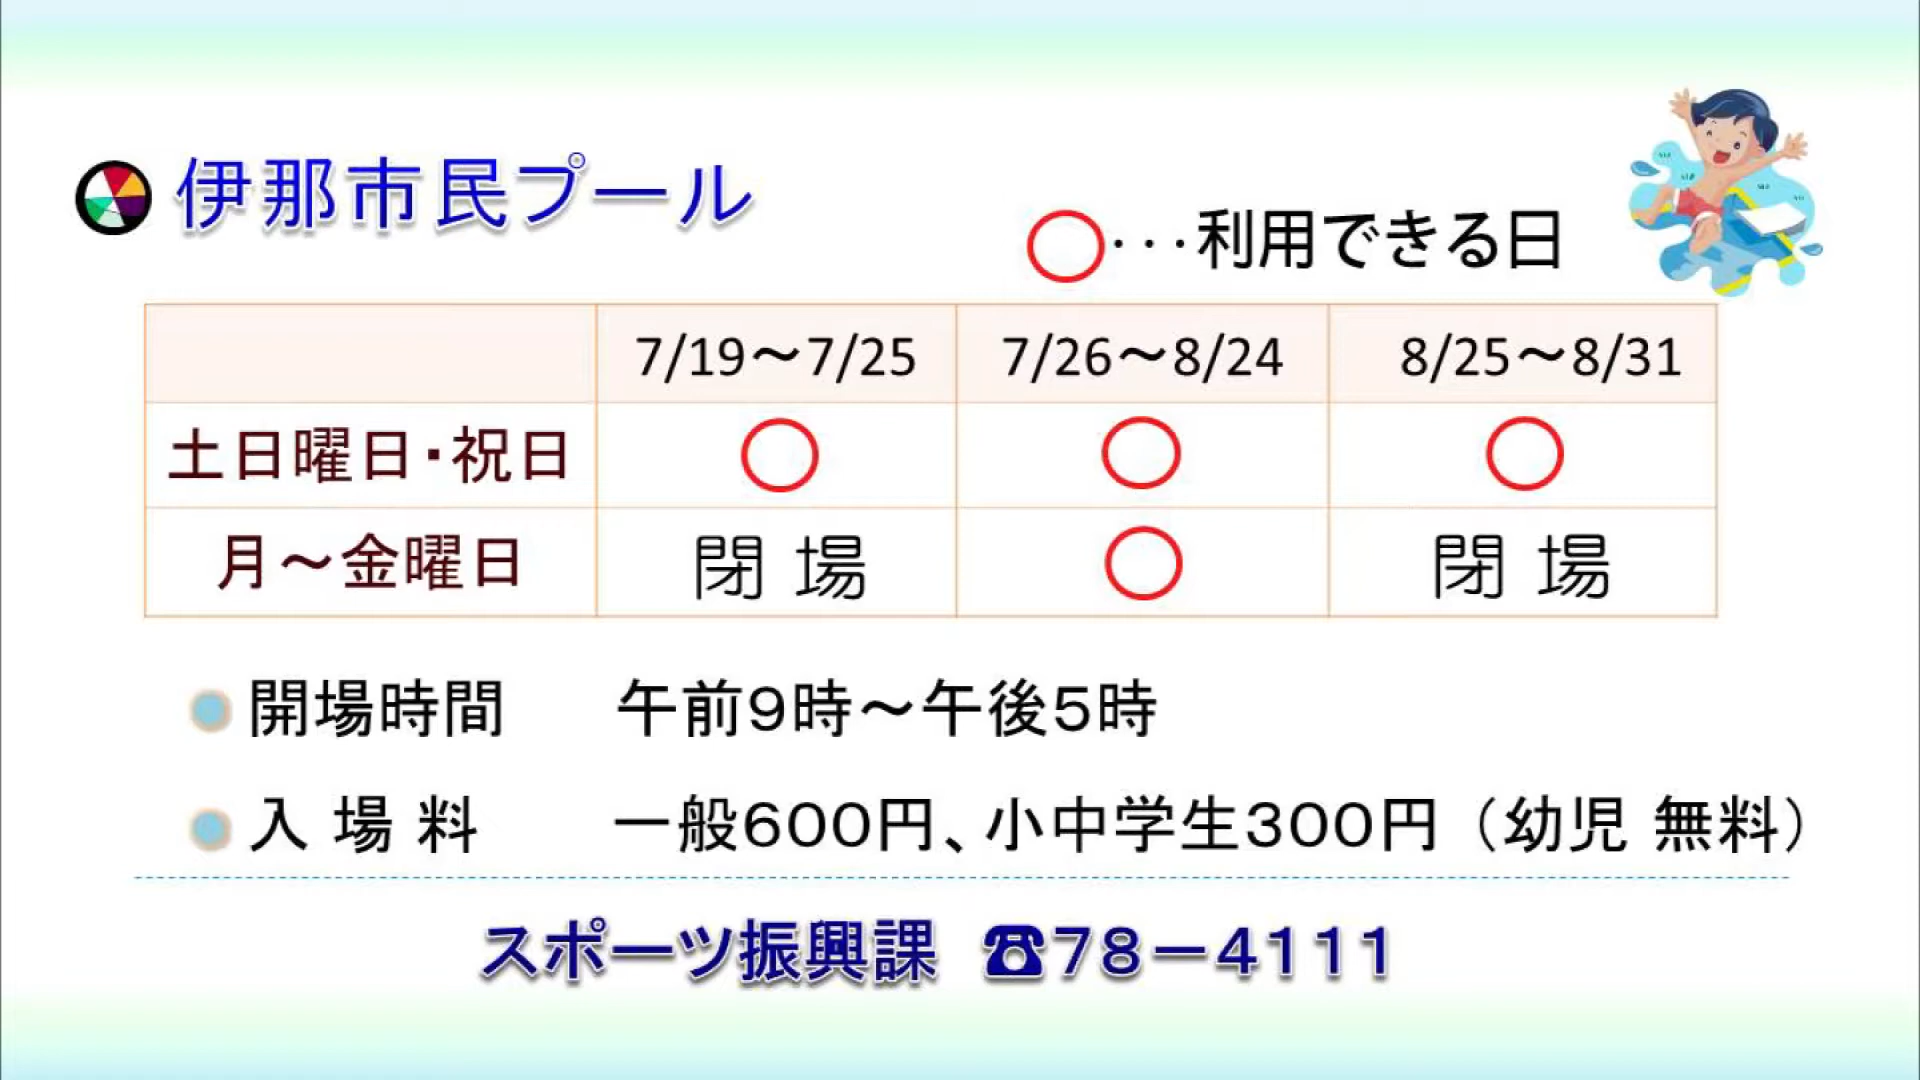 伊那市民プール
○･･･利用できる日
7/19～7/25 7/26～8/24 8/25～8/31
土日曜日・祝日 ○ ○ ○
月～金曜日 閉 場 ○ 閉 場
開場時間 午前９時～午後５時
入 場 料 一般６００円、小中学生３００円（幼児 無料）
スポーツ振興課 ☎７８－４１１１